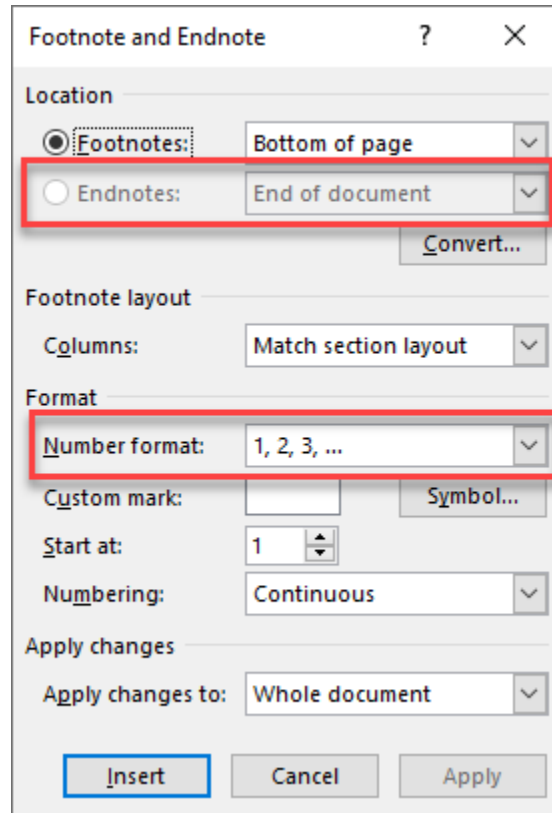 Footnote and Endnote ? ×
Location
Footnotes: Bottom of page
Endnotes: End of document
Convert...
Footnote layout
Columns: Match section layout
Format
Number format: 1, 2, 3, ...
Custom mark: Symbol...
Start at: 1
Numbering: Continuous
Apply changes
Apply changes to: Whole document
Insert Cancel Apply